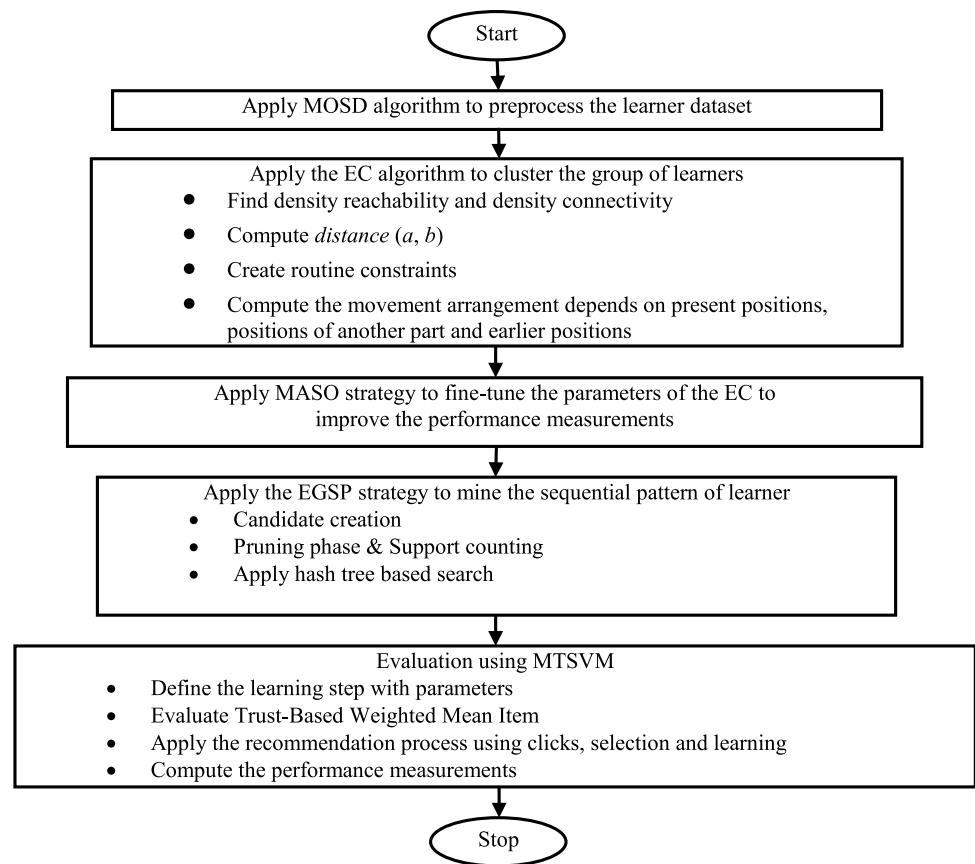 Start
Apply MOSD algorithm to preprocess the learner dataset
Apply the EC algorithm to cluster the group of learners
● Find density reachability and density connectivity
● Compute distance (a, b)
● Create routine constraints
● Compute the movement arrangement depends on present positions,
positions of another part and earlier positions
Apply MASO strategy to fine-tune the parameters of the EC to
improve the performance measurements
Apply the EGSP strategy to mine the sequential pattern of learner
• Candidate creation
• Pruning phase & Support counting
• Apply hash tree based search
Evaluation using MTSVM
• Define the learning step with parameters
• Evaluate Trust-Based Weighted Mean Item
• Apply the recommendation process using clicks, selection and learning
• Compute the performance measurements
Stop